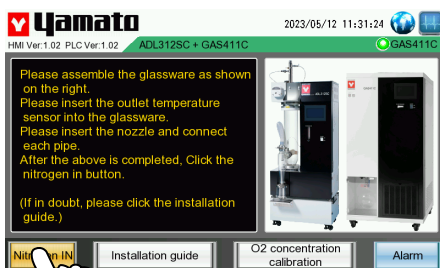 Yamato
2023/05/12 11:31:24
HMI Ver:1.02 PLC Ver:1.02
ADL312SC + GAS411C
GAS411C
Please assemble the glassware as shown
on the right.
Please insert the outlet temperature
sensor into the glassware.
Please insert the nozzle and connect
each pipe.
After the above is completed, Click the
nitrogen in button.
(If in doubt, please click the installation
guide.)
IN
Installation guide
O2 concentration
calibration
Alarm